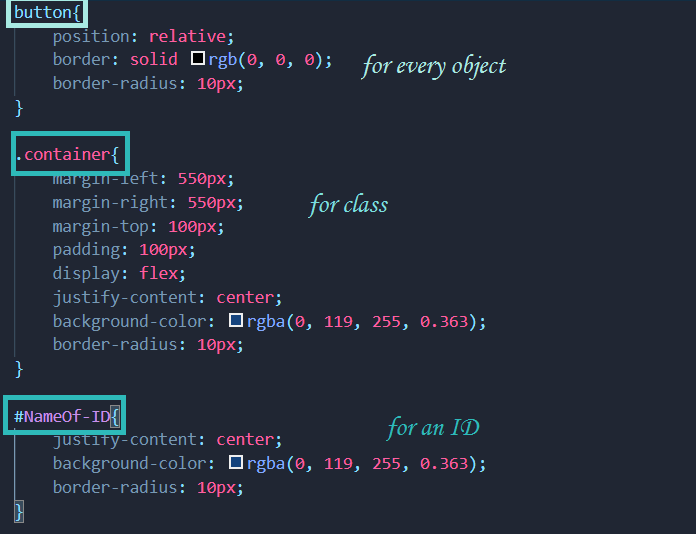 button{
position: relative;
border: solid rgb(0, 0, 0);
for every object
border-radius: 10px;
}
.container{
margin-left: 550px;
margin-right: 550px;
for class
margin-top: 100px;
padding: 100px;
display: flex;
justify-content: center;
background-color: rgba(0, 119, 255, 0.363);
border-radius: 10px;
}
#NameOf-ID{
for an ID
justify-content: center;
background-color: rgba(0, 119, 255, 0.363);
border-radius: 10px;
}